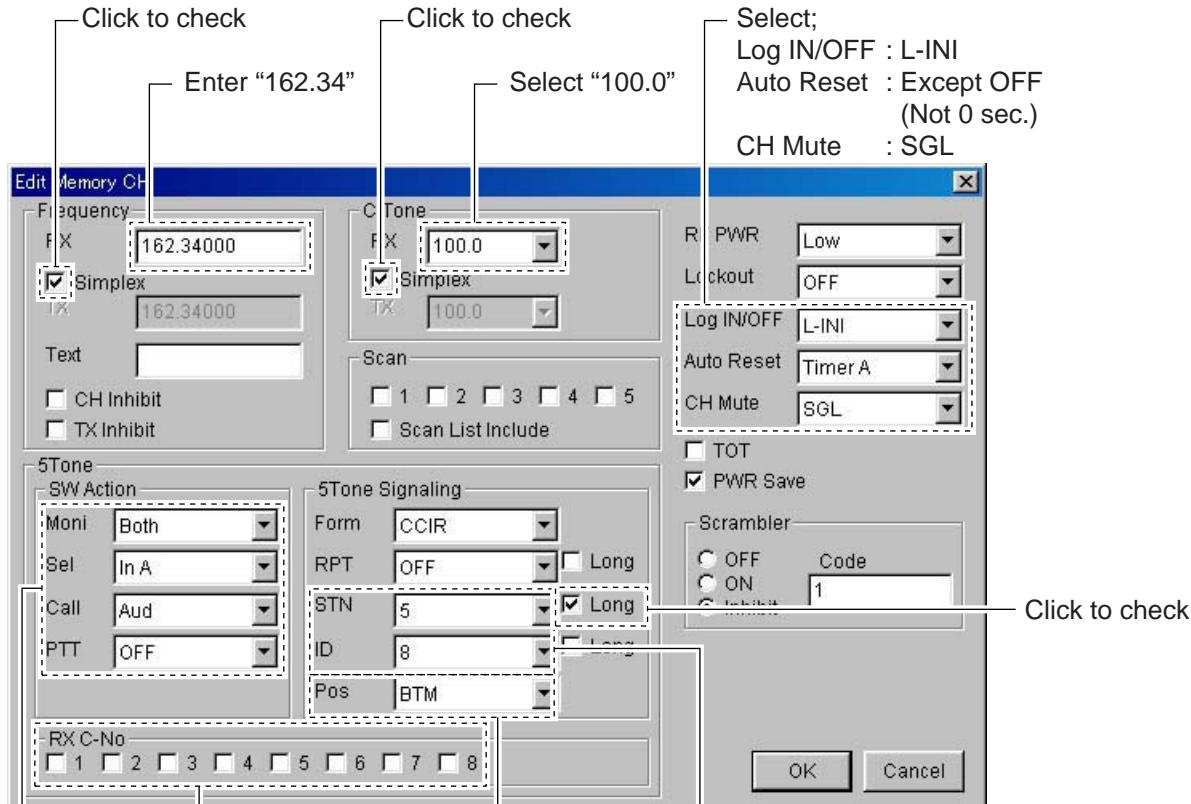 Click to check
Click to check
Select;
Log IN/OFF : L-INI
Auto Reset : Except OFF
(Not 0 sec.)
CH Mute : SGL
Enter “162.34”
Select “100.0”
Edit Memory CH
Frequency
RX 162.34000
Simplex
TX 162.34000
Text
CH Inhibit
TX Inhibit
C Tone
RX 100.0
Simplex
TX 100.0
Scan
1 2 3 4 5
Scan List Include
RF PWR Low
Lockout OFF
Log IN/OFF L-INI
Auto Reset Timer A
CH Mute SGL
TOT
PWR Save
5Tone
SW Action
Moni Both
Sel In A
Call Aud
PTT OFF
5Tone Signaling
Form CCIR
RPT OFF Long
STN 5 Long
ID 8 Long
Pos BTM
Scrambler
OFF
ON
Inhibit
Code
1
Click to check
RX C-No
1 2 3 4 5 6 7 8
OK Cancel